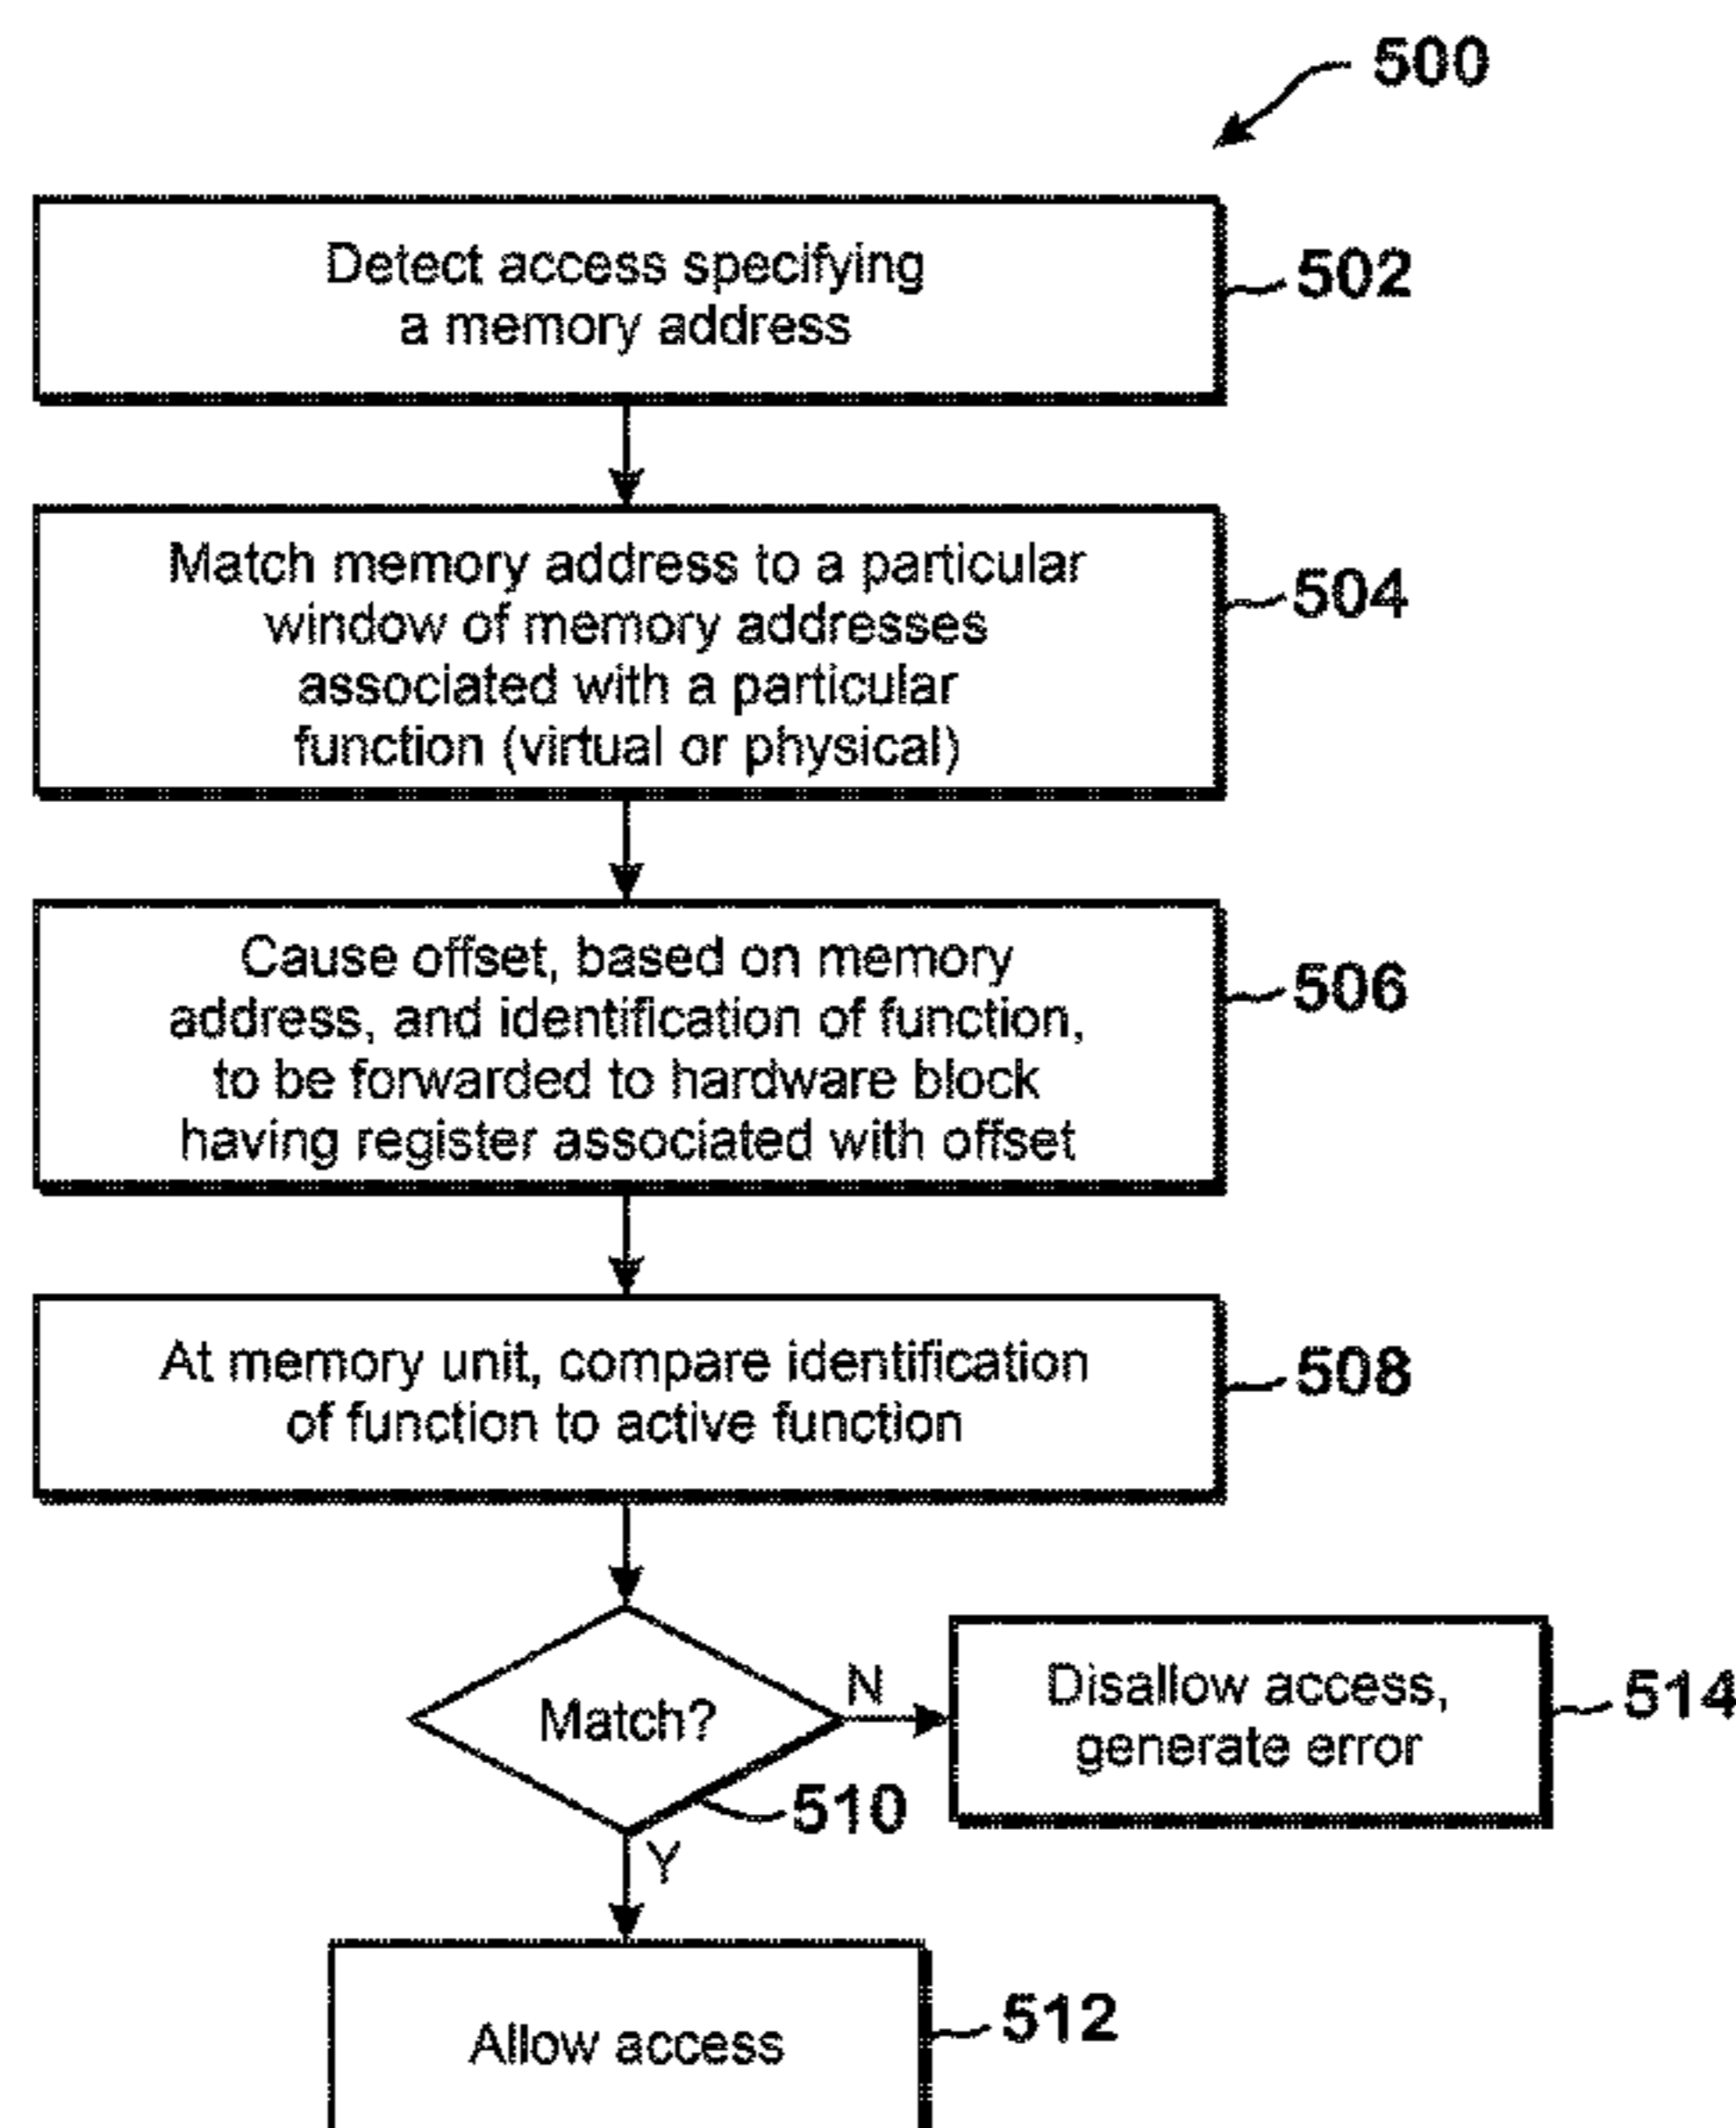 500
Detect access specifying
a memory address
502
Match memory address to a particular
window of memory addresses
associated with a particular
function (virtual or physical)
504
Cause offset, based on memory
address, and identification of function,
to be forwarded to hardware block
having register associated with offset
506
At memory unit, compare identification
of function to active function
508
Match?
N
510
Y
Disallow access,
generate error
514
Allow access
512